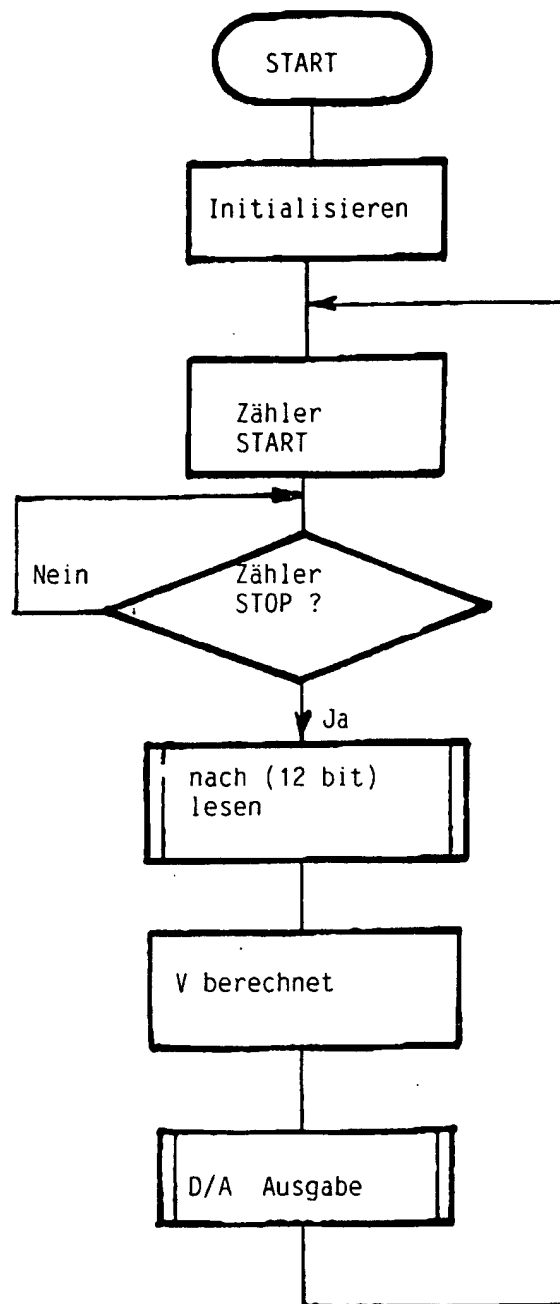 START
Initialisieren
Zähler
START
Nein
Zähler
STOP ?
Ja
nach (12 bit)
lesen
V berechnet
D/A Ausgabe